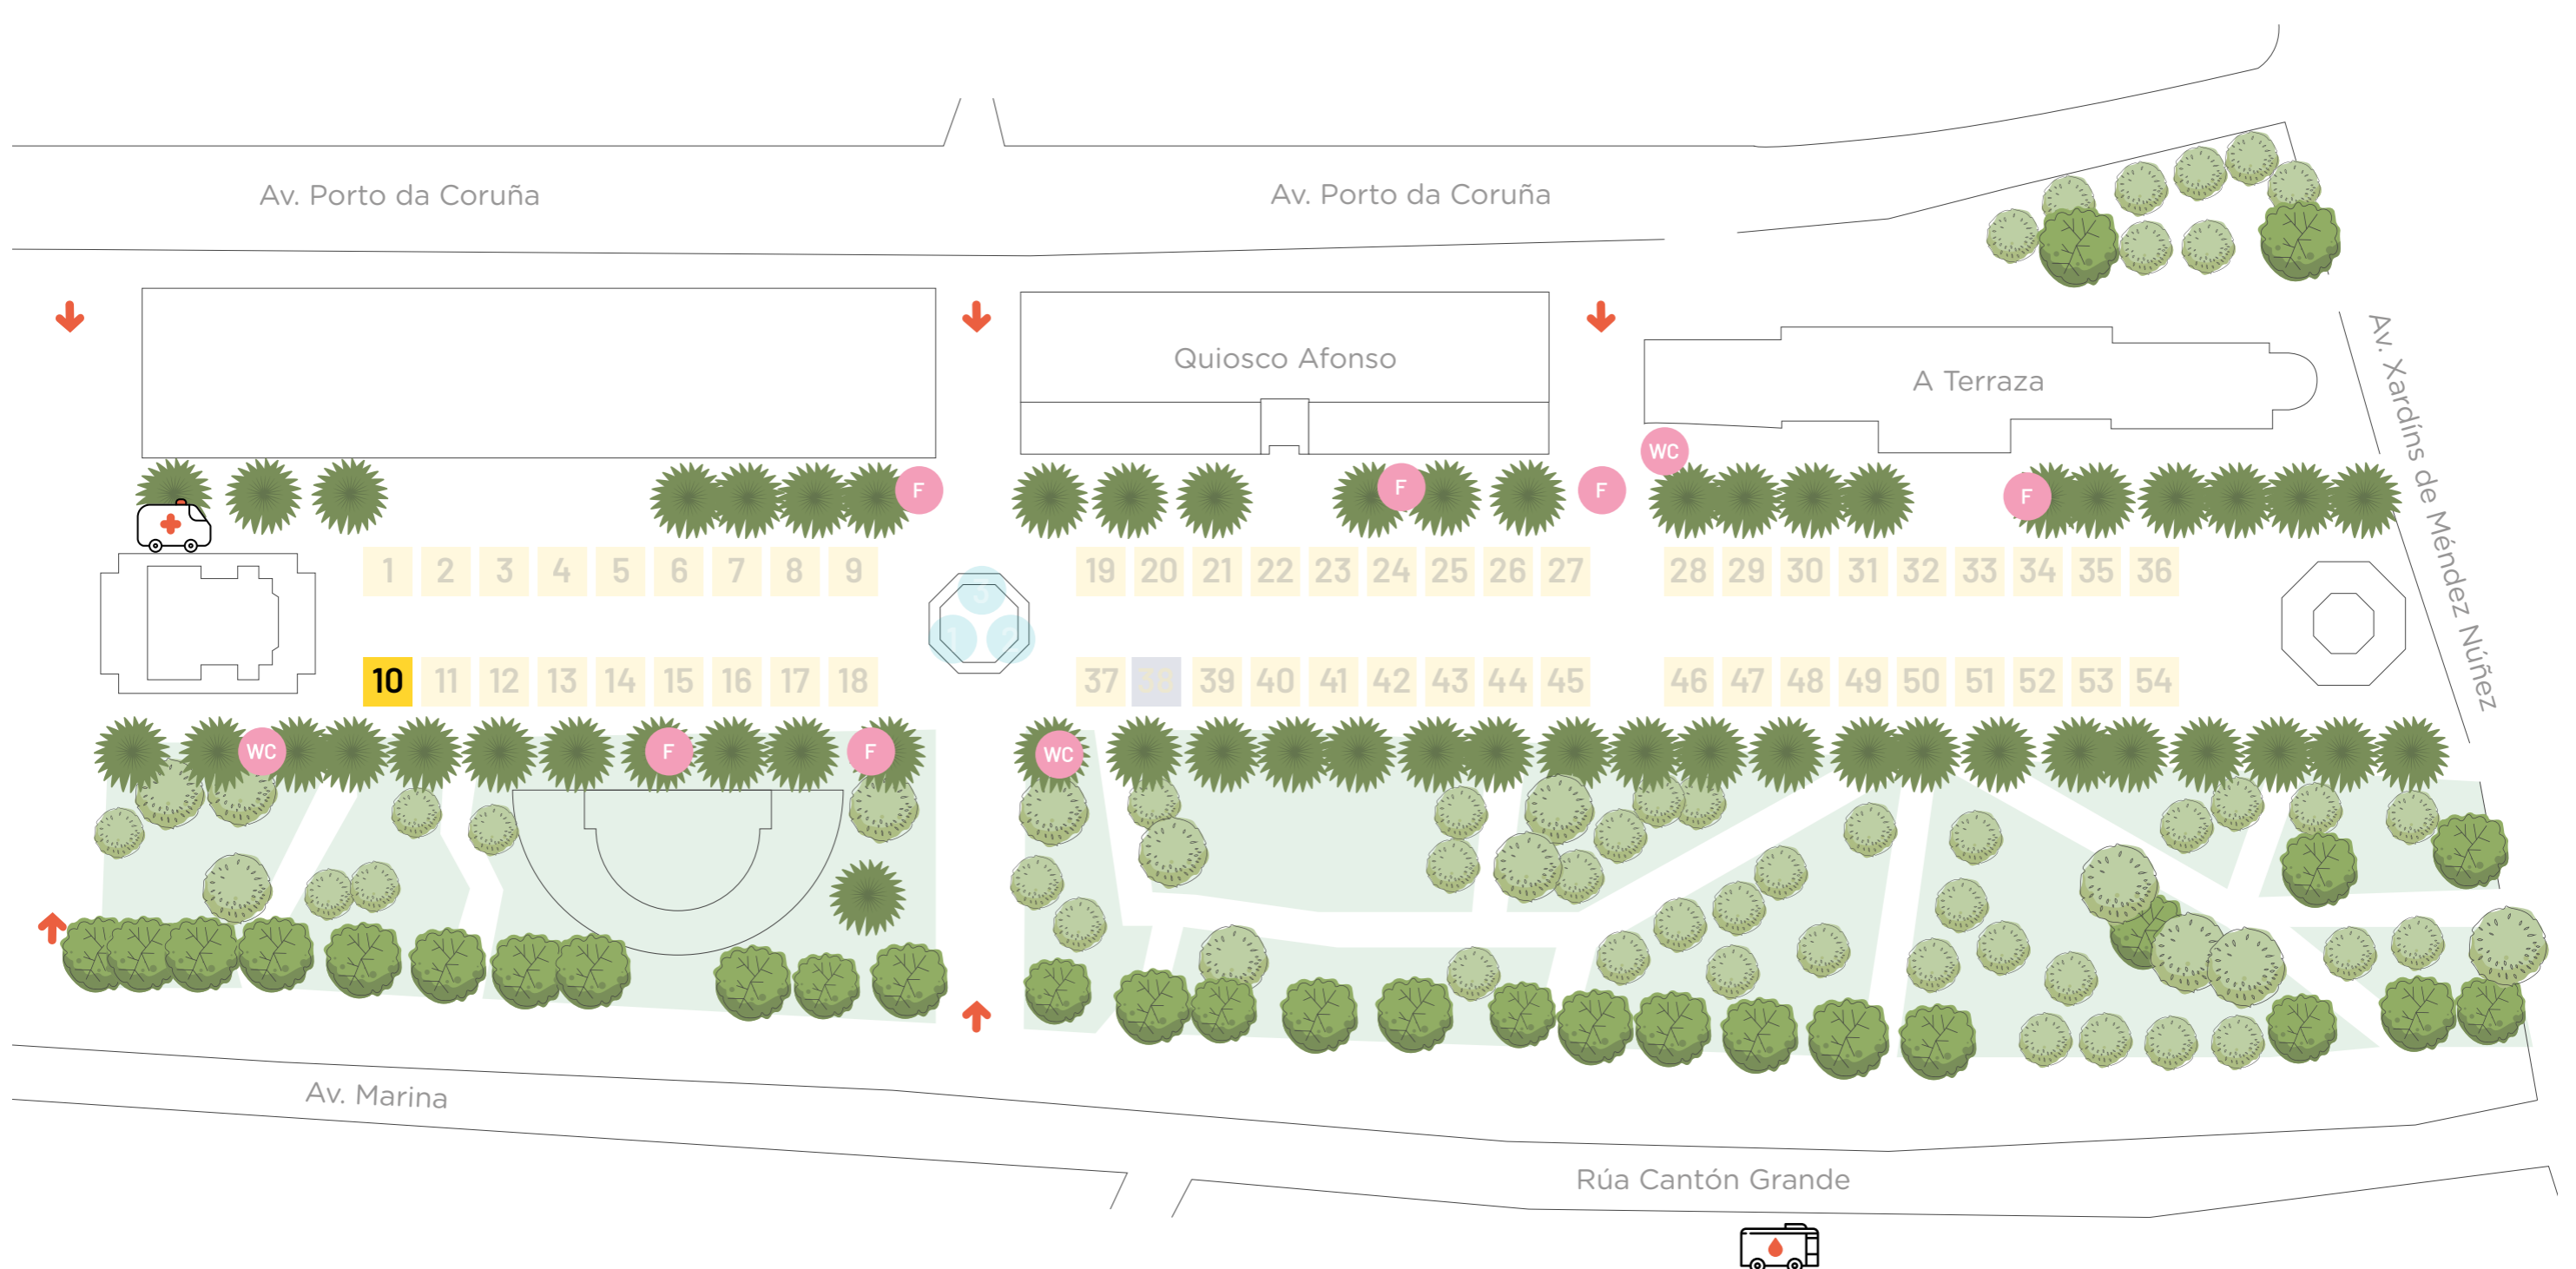 Av. Porto da Coruña
Av. Porto da Coruña
Quiosco Afonso
A Terraza
Av. Xardíns de Méndez Núñez
WC
F
F
F
F
1 2 3 4 5 6 7 8 9
19 20 21 22 23 24 25 26 27
28 29 30 31 32 33 34 35 36
3
1 2
10 11 12 13 14 15 16 17 18
37 38 39 40 41 42 43 44 45
46 47 48 49 50 51 52 53 54
WC
F
F
WC
Av. Marina
Rúa Cantón Grande